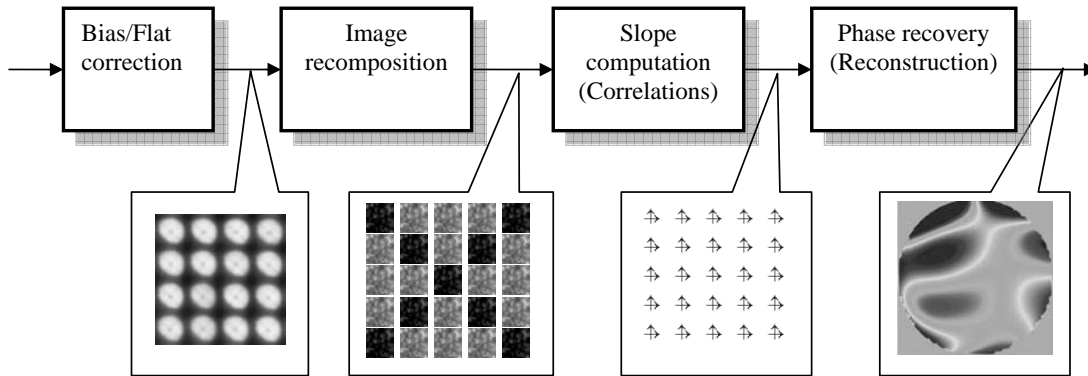 Bias/Flat
correction
Image
recomposition
Slope
computation
(Correlations)
Phase recovery
(Reconstruction)